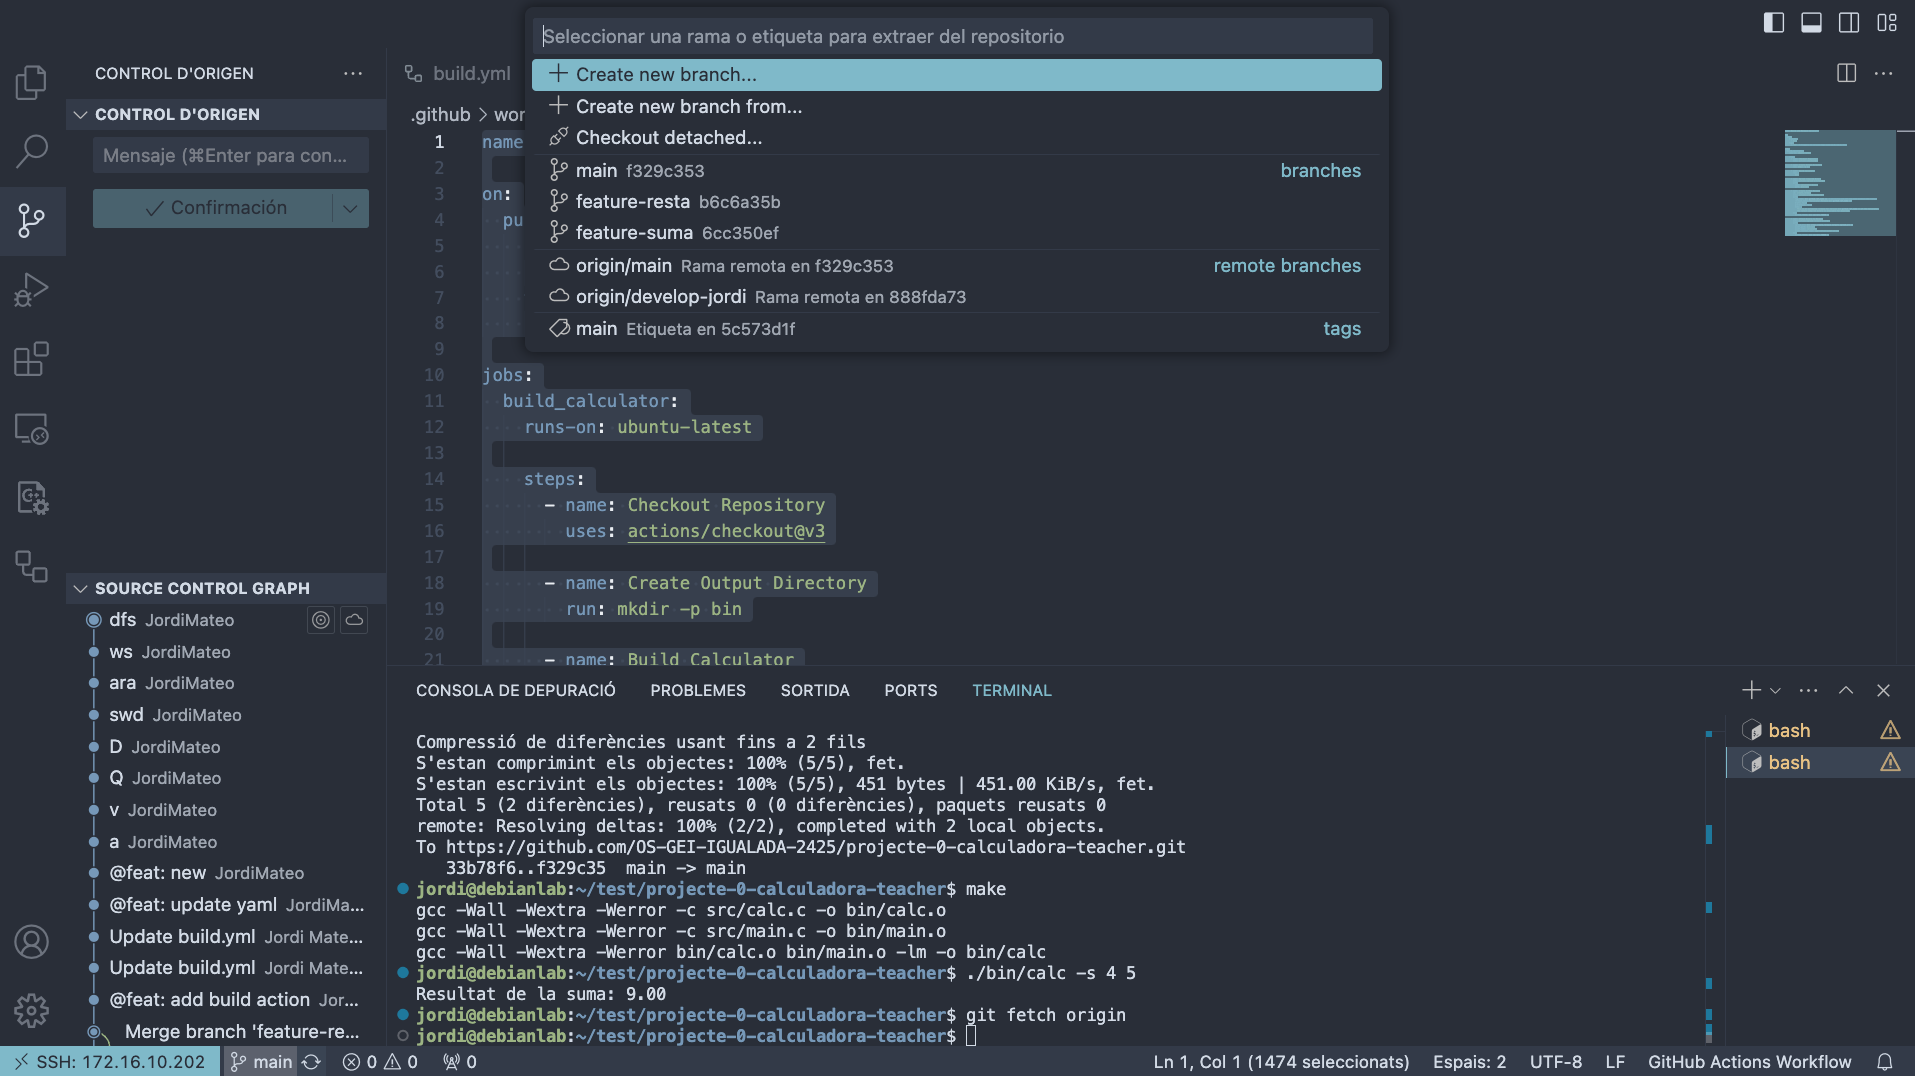 Seleccionar una rama o etiqueta para extraer del repositorio
Create new branch...
Create new branch from...
Checkout detached...
main f329c353 branches
feature-resta b6c6a35b
feature-suma 6cc350ef
origin/main Rama remota en f329c353 remote branches
origin/develop-jordi Rama remota en 888fda73
main Etiqueta en 5c573d1f tags
CONTROL D'ORIGEN ...
CONTROL D'ORIGEN
Mensaje (⌘Enter para con...
Confirmación
SOURCE CONTROL GRAPH
dfs JordiMateo
ws JordiMateo
ara JordiMateo
swd JordiMateo
D JordiMateo
Q JordiMateo
v JordiMateo
a JordiMateo
@feat: new JordiMateo
@feat: update yaml JordiMa...
Update build.yml Jordi Mate...
Update build.yml Jordi Mate...
@feat: add build action Jor...
Merge branch 'feature-re...
build.yml
.github > wor
1 name
2
3 on:
4 pu
5
6
7
8
9
10 jobs:
11 build_calculator:
12 runs-on: ubuntu-latest
13
14 steps:
15 - name: Checkout Repository
16 uses: actions/checkout@v3
17
18 - name: Create Output Directory
19 run: mkdir -p bin
20
21 - name: Build Calculator
CONSOLA DE DEPURACIÓ PROBLEMES SORTIDA PORTS TERMINAL
Compressió de diferències usant fins a 2 fils
S'estan comprimint els objectes: 100% (5/5), fet.
S'estan escrivint els objectes: 100% (5/5), 451 bytes | 451.00 KiB/s, fet.
Total 5 (2 diferències), reusats 0 (0 diferències), paquets reusats 0
remote: Resolving deltas: 100% (2/2), completed with 2 local objects.
To https://github.com/OS-GEI-IGUALADA-2425/projecte-0-calculadora-teacher.git
33b78f6..f329c35 main -> main
jordi@debianlab:~/test/projecte-0-calculadora-teacher$ make
gcc -Wall -Wextra -Werror -c src/calc.c -o bin/calc.o
gcc -Wall -Wextra -Werror -c src/main.c -o bin/main.o
gcc -Wall -Wextra -Werror bin/calc.o bin/main.o -lm -o bin/calc
jordi@debianlab:~/test/projecte-0-calculadora-teacher$ ./bin/calc -s 4 5
Resultat de la suma: 9.00
jordi@debianlab:~/test/projecte-0-calculadora-teacher$ git fetch origin
jordi@debianlab:~/test/projecte-0-calculadora-teacher$
bash
bash
SSH: 172.16.10.202 main 0 0 0 Ln 1, Col 1 (1474 seleccionats) Espais: 2 UTF-8 LF GitHub Actions Workflow